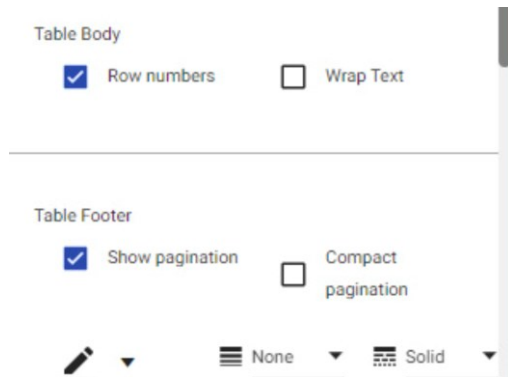 Table Body
Row numbers Wrap Text
Table Footer
Show pagination Compact
pagination
None Solid